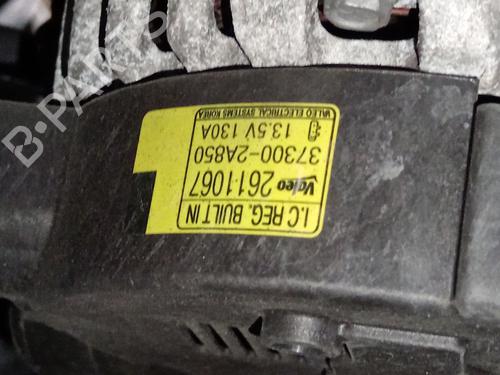 I.C REG. BUILT IN
Valeo 2611067
37300-2A850
13.5V 130A
VALEO ELECTRICAL SYSTEMS KOREA
B-PARTS